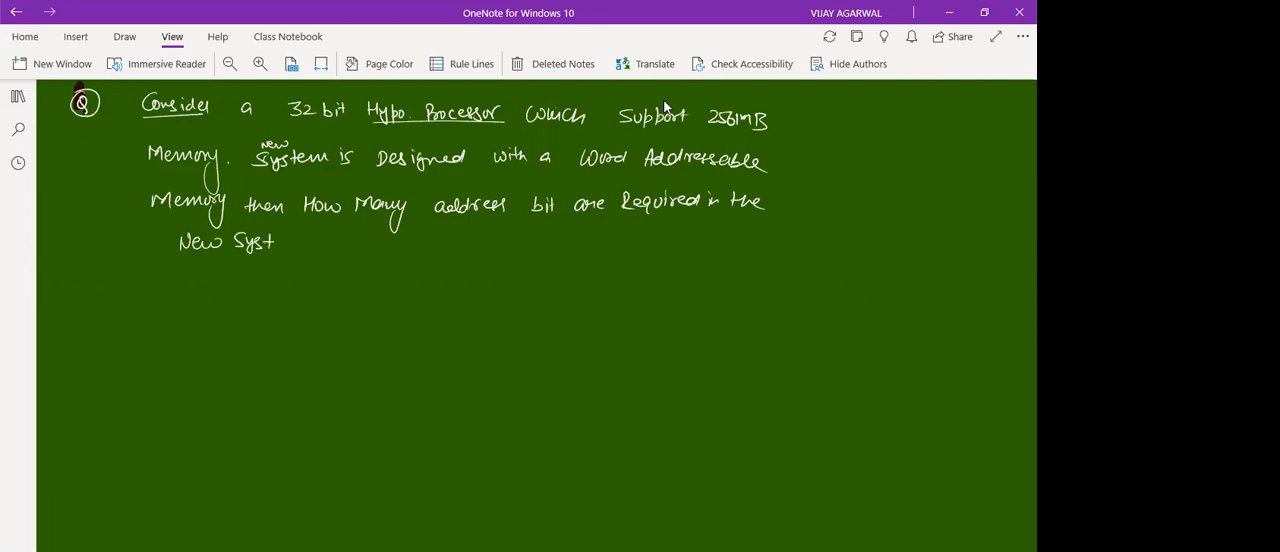 OneNote for Windows 10
VIJAY AGARWAL
Home Insert Draw View Help Class Notebook
Share
New Window Immersive Reader Page Color Rule Lines Deleted Notes Translate Check Accessibility Hide Authors
Q Consider a 32 bit Hypo. Processor which support 256MB
Memory. new System is Designed with a Word Addressable
Memory then How Many address bit are Required in the
New Syst